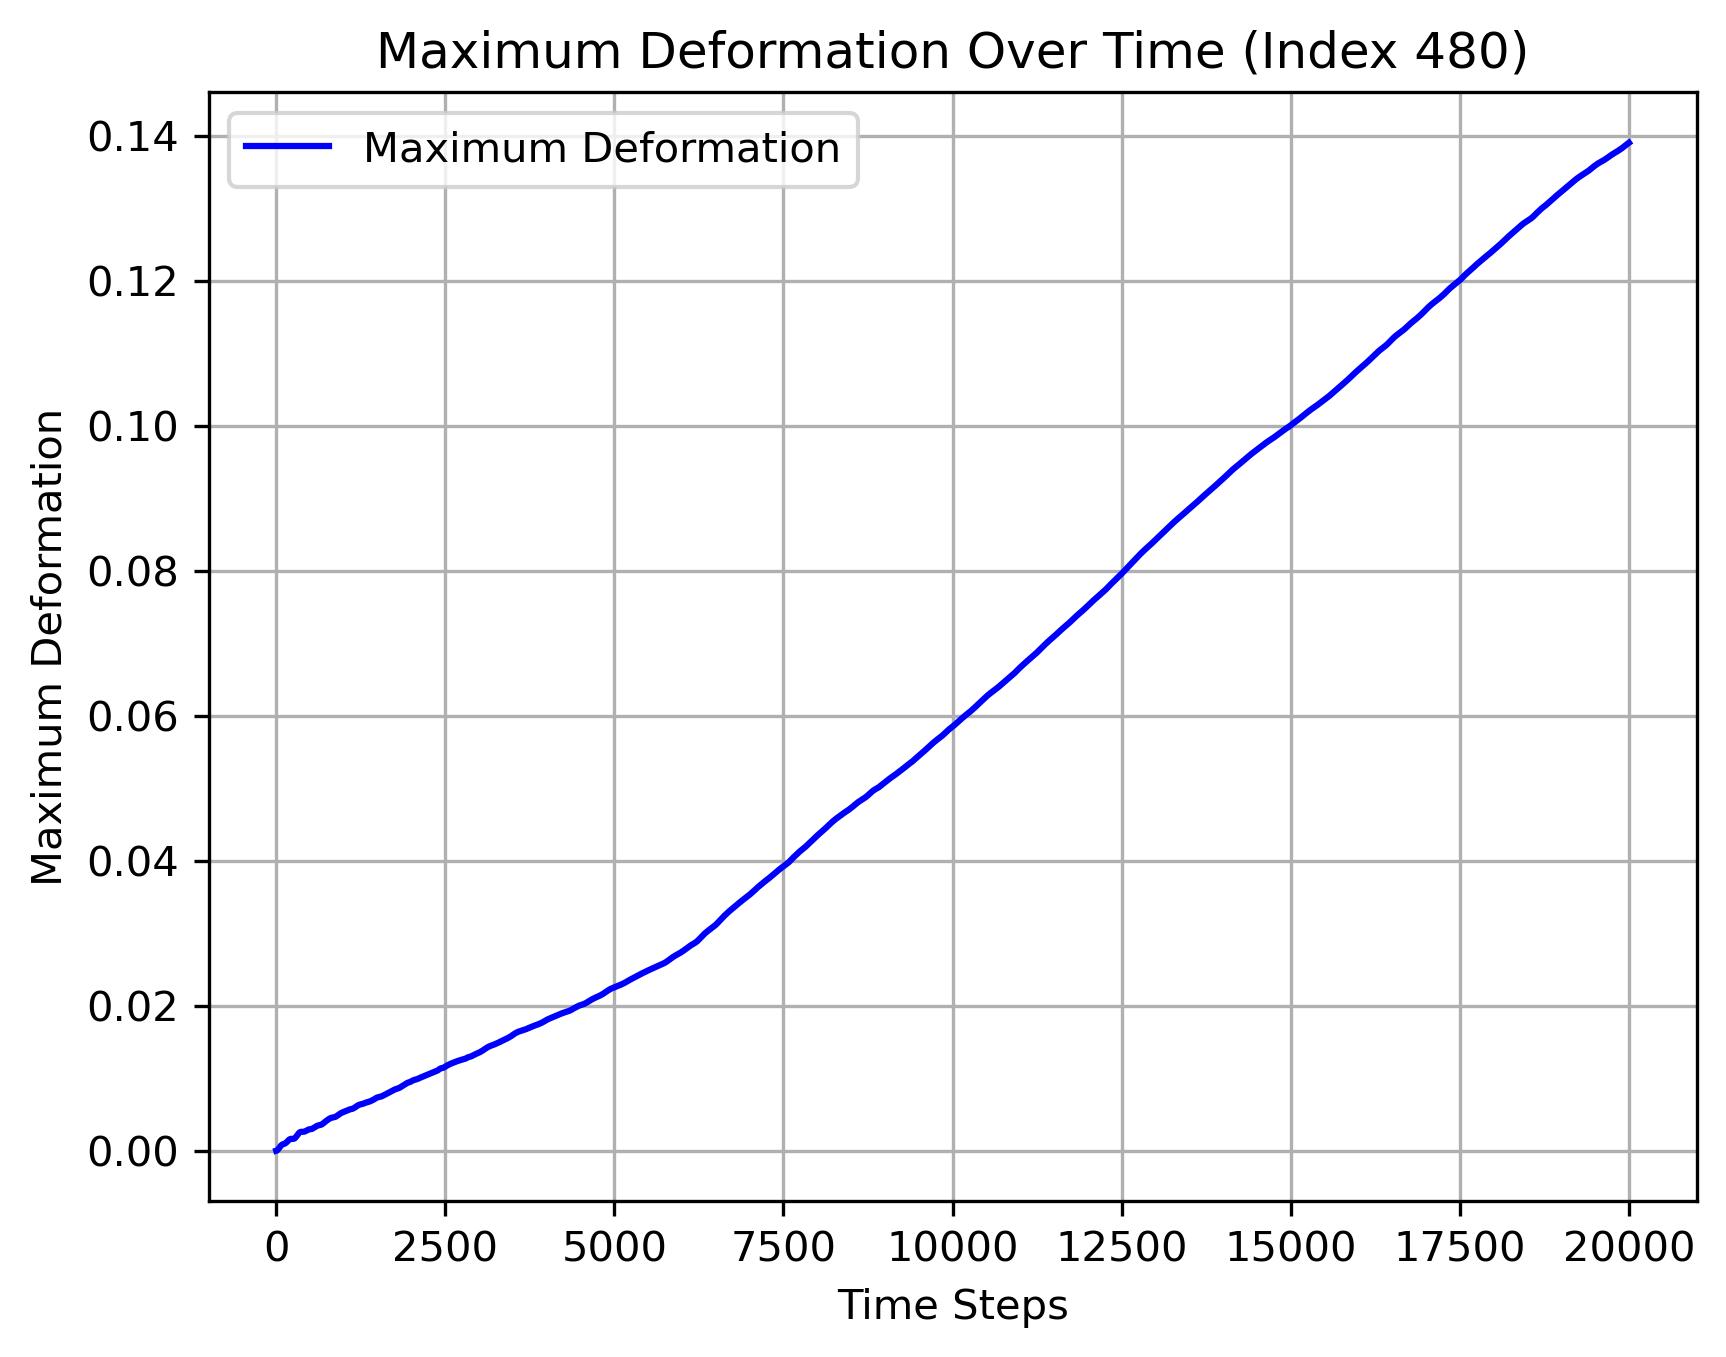 Maximum Deformation Over Time (Index 480)
Maximum Deformation
0.14
0.12
0.10
0.08
0.06
0.04
0.02
0.00
Maximum Deformation
0 2500 5000 7500 10000 12500 15000 17500 20000
Time Steps